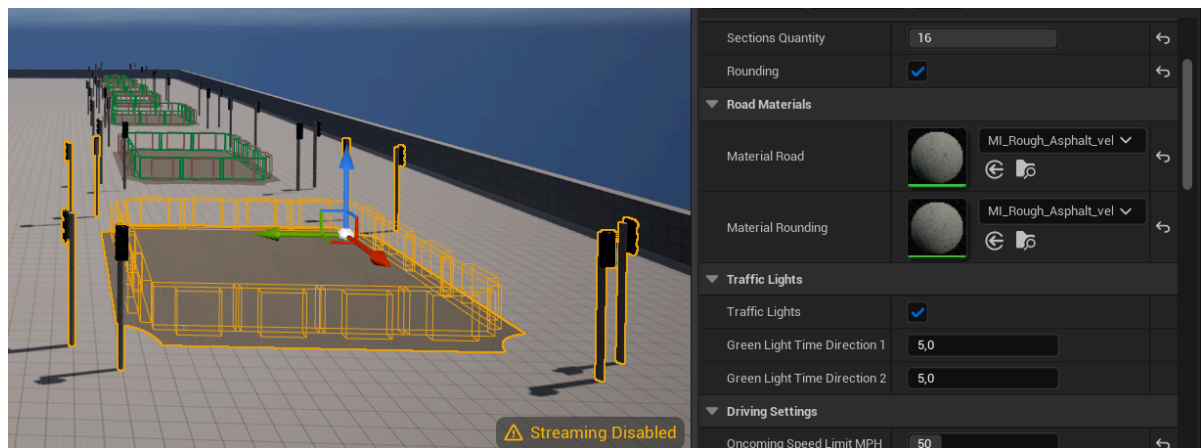 Sections Quantity
16
Rounding
Road Materials
Material Road
MI_Rough_Asphalt_vel
Material Rounding
MI_Rough_Asphalt_vel
Traffic Lights
Traffic Lights
Green Light Time Direction 1
5,0
Green Light Time Direction 2
5,0
Driving Settings
Oncoming Speed Limit MPH
50
Streaming Disabled